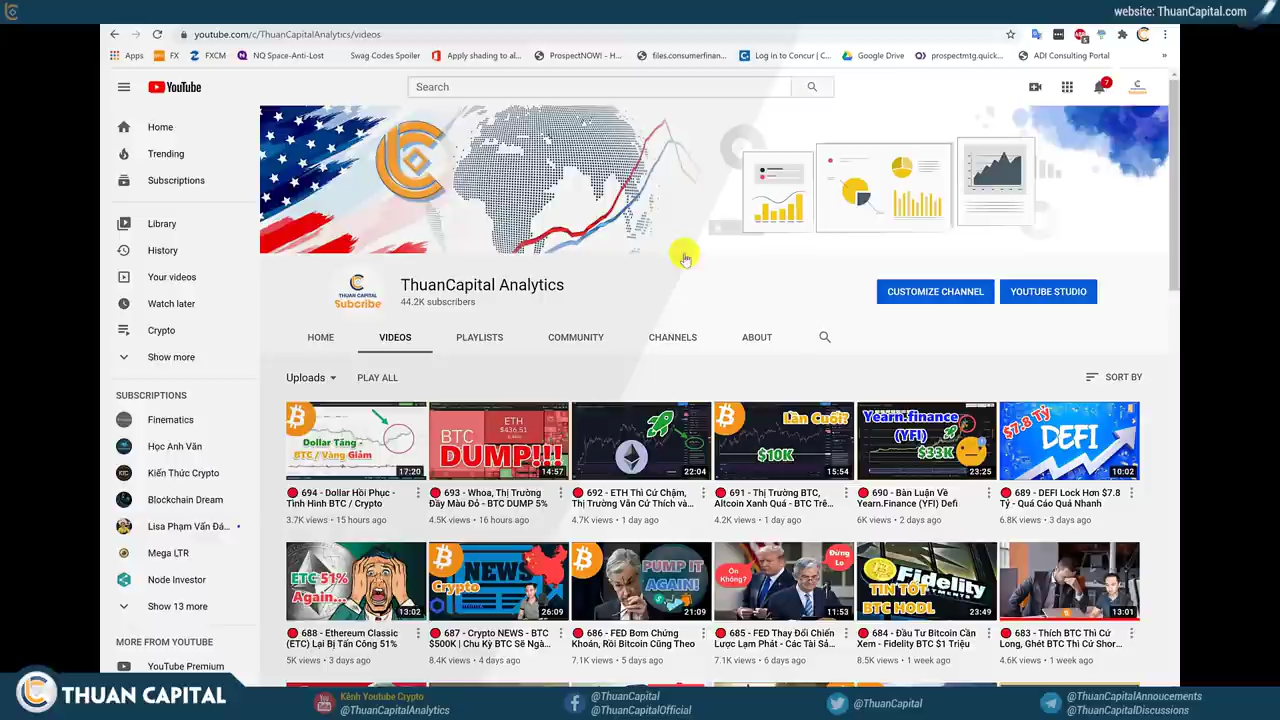 website: ThuanCapital.com
youtube.com/c/ThuanCapitalAnalytics/videos
Apps
FX
FXCM
NQ Space-Anti-Lost
Swag Codes Spoiler
Apply shading to al...
ProspectNOW! – H...
files.consumerfinan...
Log in to Concur | C...
Google Drive
prospectmtg.quick...
ADI Consulting Portal
»
YouTube
Search
7
Home
Trending
Subscriptions
Library
History
Your videos
Watch later
Crypto
Show more
SUBSCRIPTIONS
Finematics
Học Anh Văn
Kiến Thức Crypto
Blockchain Dream
Lisa Phạm Vấn Đá...
Mega LTR
Node Investor
Show 13 more
MORE FROM YOUTUBE
YouTube Premium
THUAN CAPITAL
Subcribe
ThuanCapital Analytics
44.2K subscribers
CUSTOMIZE CHANNEL
YOUTUBE STUDIO
HOME
VIDEOS
PLAYLISTS
COMMUNITY
CHANNELS
ABOUT
Uploads
PLAY ALL
SORT BY
Dollar Tăng -
BTC / Vàng Giảm
17:20
694 - Dollar Hồi Phục -
Tình Hình BTC / Crypto
3.7K views • 15 hours ago
ETH
$436.51
BTC
DUMP!!!
14:57
693 - Whoa, Thị Trường
Đầy Màu Đỏ - BTC DUMP 5%
4.5K views • 16 hours ago
22:04
692 - ETH Thì Cứ Chậm,
Thị Trường Vẫn Cứ Thích và...
4.7K views • 1 day ago
Lần Cuối?
$10K
15:54
691 - Thị Trường BTC,
Altcoin Xanh Quá - BTC Trê...
4.2K views • 1 day ago
Yearn.finance
(YFI)
$33K
23:25
690 - Bàn Luận Về
Yearn.Finance (YFI) Defi
6K views • 2 days ago
$7.8 Tỷ
DEFI
10:02
689 - DEFI Lock Hơn $7.8
Tỷ - Quá Cáo Quá Nhanh
6.8K views • 3 days ago
ETC 51%
Again...
13:02
688 - Ethereum Classic
(ETC) Lại Bị Tấn Công 51%
5K views • 3 days ago
NEWS
Crypto
26:09
687 - Crypto NEWS - BTC
$500K | Chu Kỳ BTC Sẽ Ngà...
8.4K views • 4 days ago
PUMP IT
AGAIN!
21:09
686 - FED Bơm Chứng
Khoán, Rồi Bitcoin Cũng Theo
7.1K views • 5 days ago
Ổn
Không?
Đừng
Lo
11:53
685 - FED Thay Đổi Chiến
Lược Lạm Phát - Các Tài Sả...
7.1K views • 6 days ago
Fidelity
TIN TỐT
BTC HODL
23:49
684 - Đầu Tư Bitcoin Cần
Xem - Fidelity BTC $1 Triệu
8.5K views • 1 week ago
13:01
683 - Thích BTC Thì Cứ
Long, Ghét BTC Thì Cứ Shor...
4.6K views • 1 week ago
THUAN CAPITAL
Kênh Youtube Crypto
@ThuanCapitalAnalytics
@ThuanCapital
@ThuanCapitalOfficial
@ThuanCapital
@ThuanCapitalAnnoucements
@ThuanCapitalDiscussions